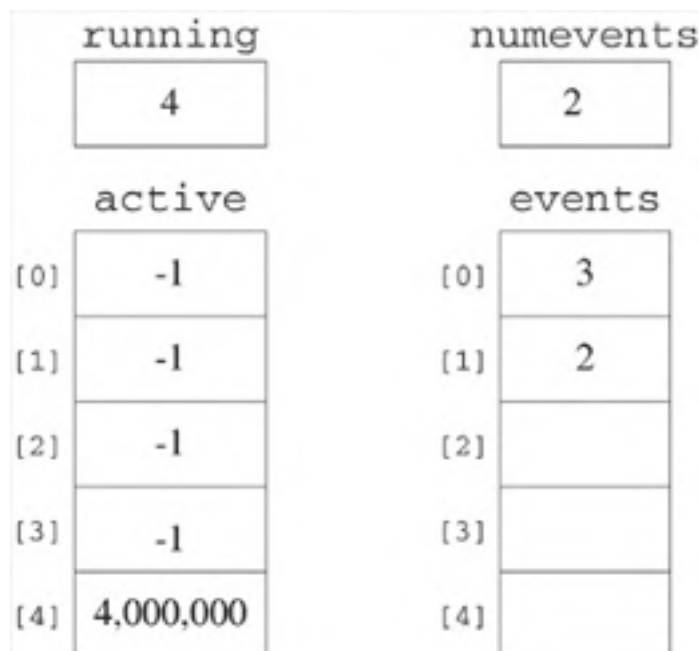 running numevents
4 2
active events
[0] -1 [0] 3
[1] -1 [1] 2
[2] -1 [2]
[3] -1 [3]
[4] 4,000,000 [4]